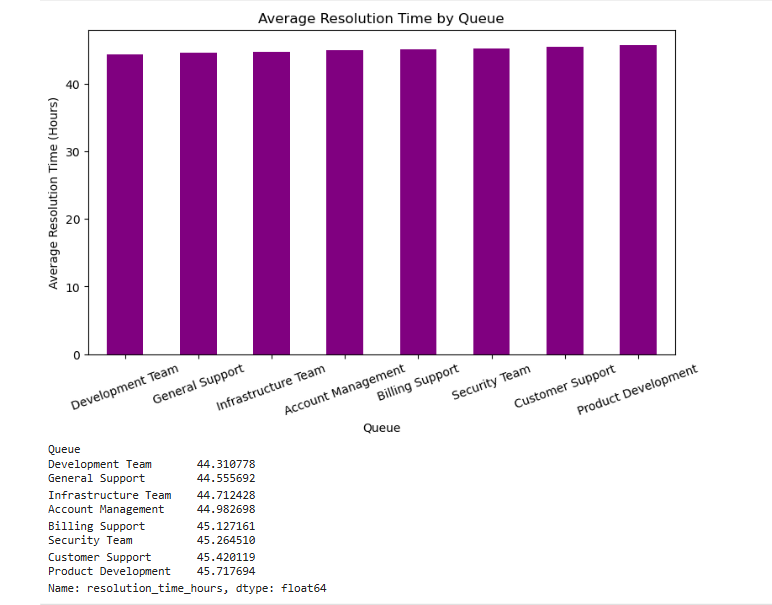 Average Resolution Time by Queue
Average Resolution Time (Hours)
40
30
20
10
0
Development Team
General Support
Infrastructure Team
Account Management
Billing Support
Security Team
Customer Support
Product Development
Queue
Queue
Development Team 44.310778
General Support 44.555692
Infrastructure Team 44.712428
Account Management 44.982698
Billing Support 45.127161
Security Team 45.264510
Customer Support 45.420119
Product Development 45.717694
Name: resolution_time_hours, dtype: float64